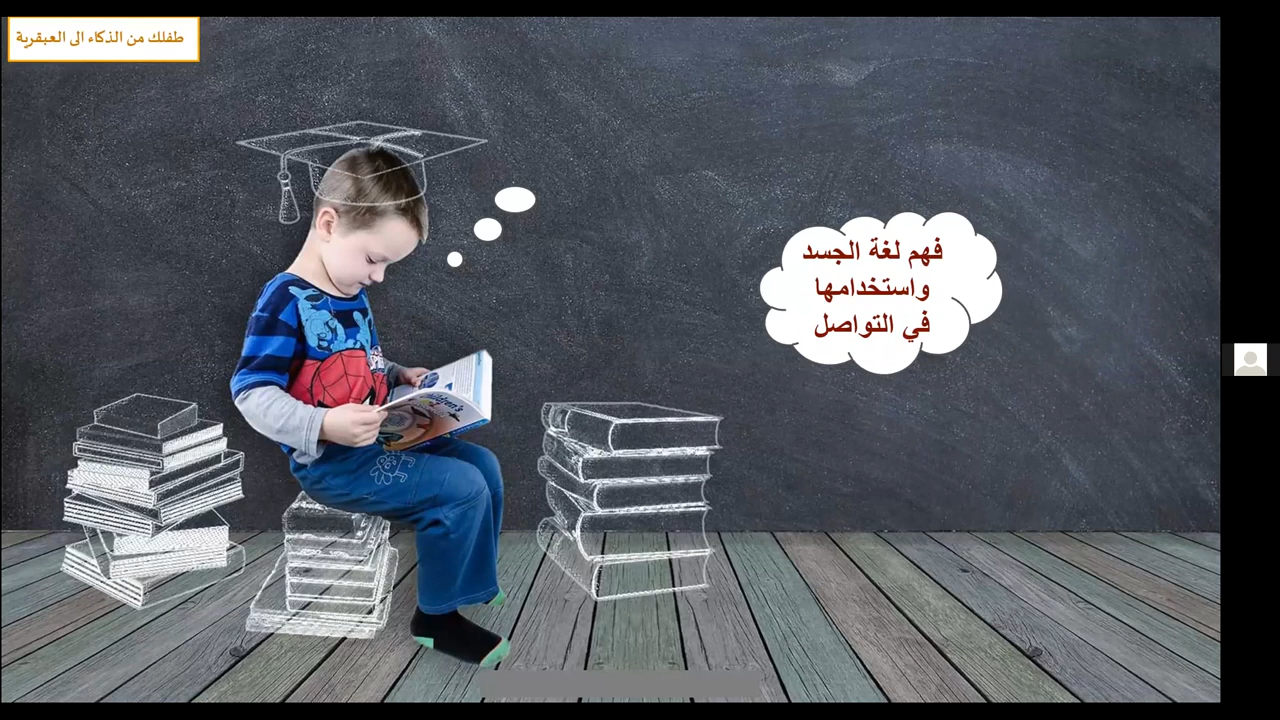 طفلك من الذكاء الى العبقرية
فهم لغة الجسد
واستخدامها
في التواصل